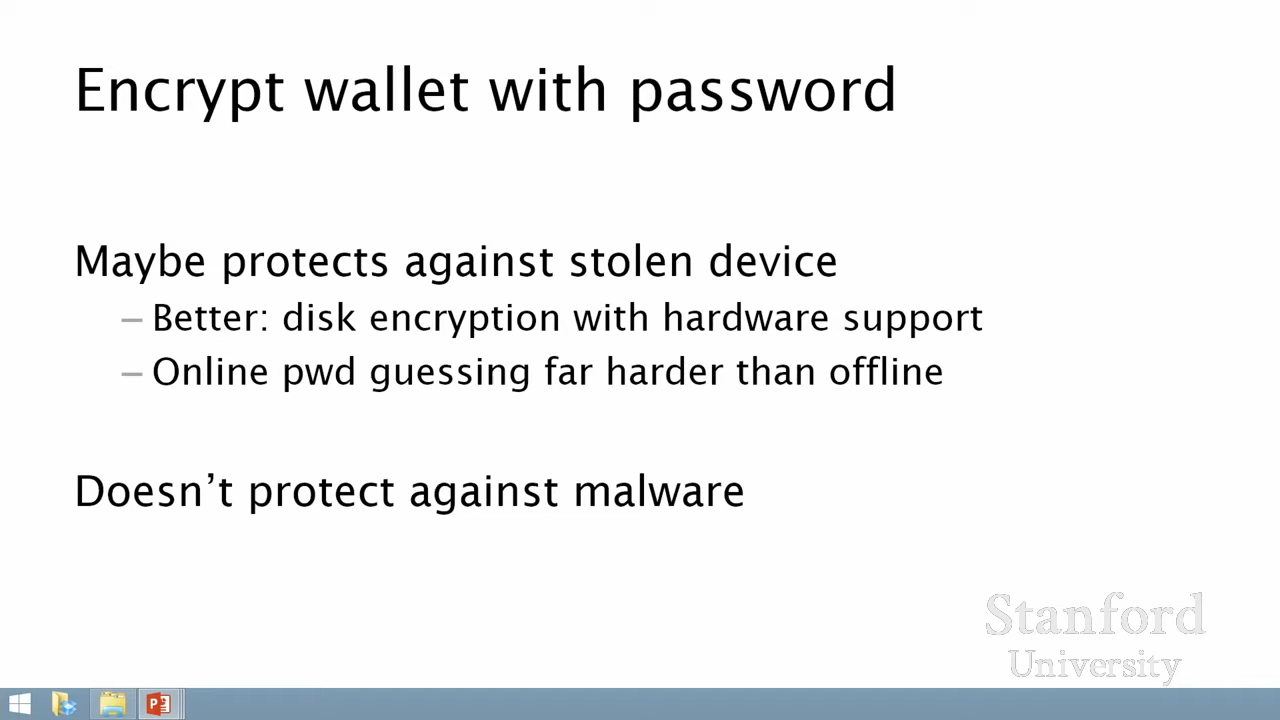 Encrypt wallet with password
Maybe protects against stolen device
– Better: disk encryption with hardware support
– Online pwd guessing far harder than offline
Doesn’t protect against malware
Stanford
University
P